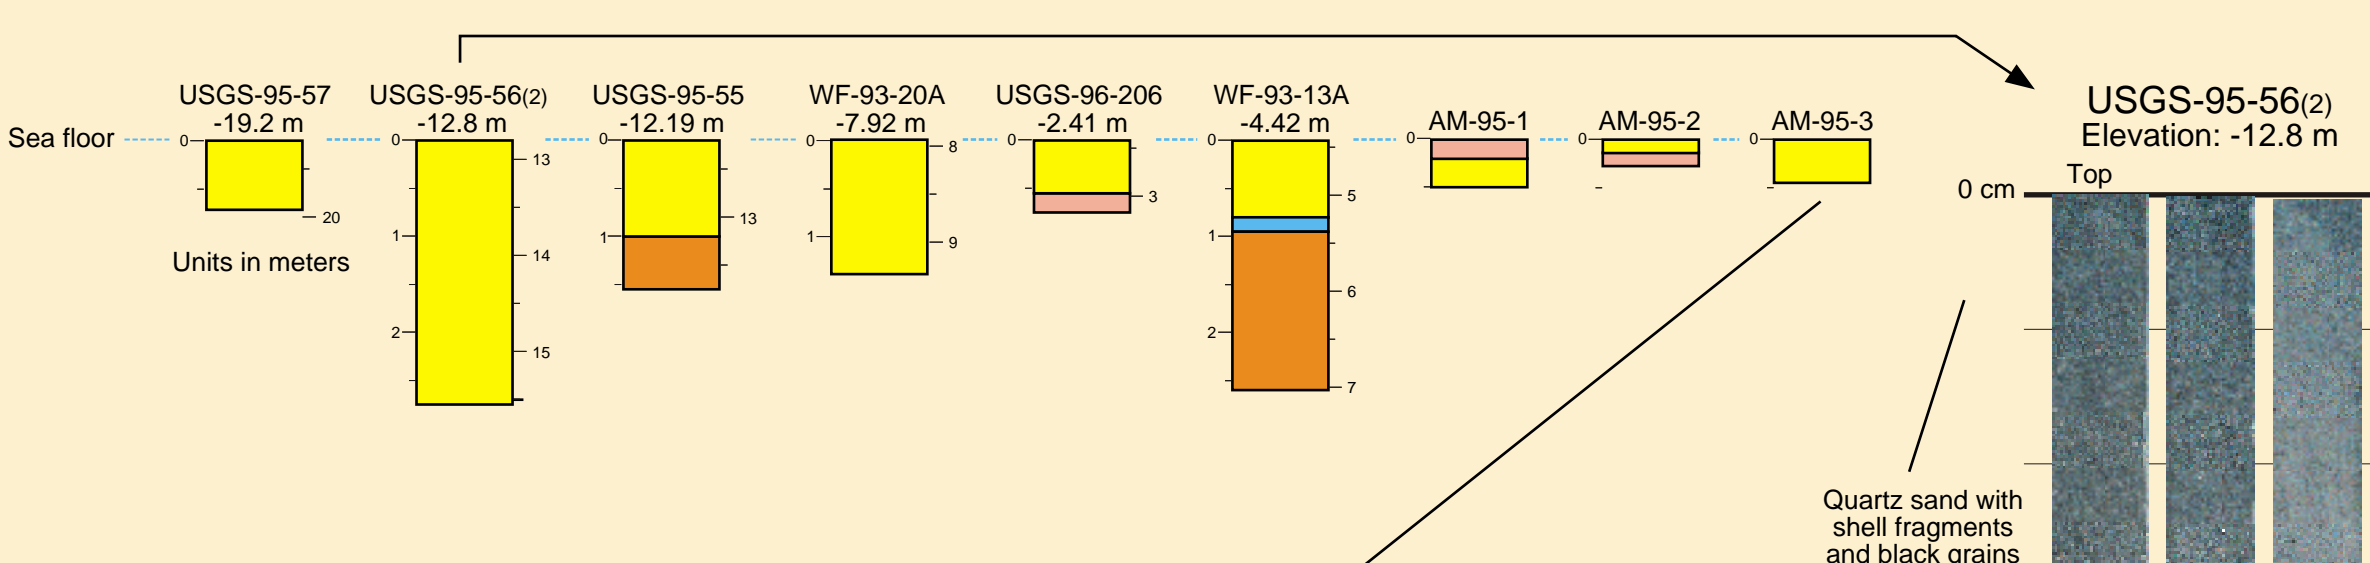 USGS-95-57
-19.2 m
USGS-95-56(2)
-12.8 m
USGS-95-55
-12.19 m
WF-93-20A
-7.92 m
USGS-96-206
-2.41 m
WF-93-13A
-4.42 m
AM-95-1
AM-95-2
AM-95-3
Sea floor
0
20
Units in meters
0
1
2
13
14
15
0
1
13
0
1
8
9
0
3
0
1
2
5
6
7
0
0
0
USGS-95-56(2)
Elevation: -12.8 m
Top
0 cm
Quartz sand with
shell fragments
and black grains